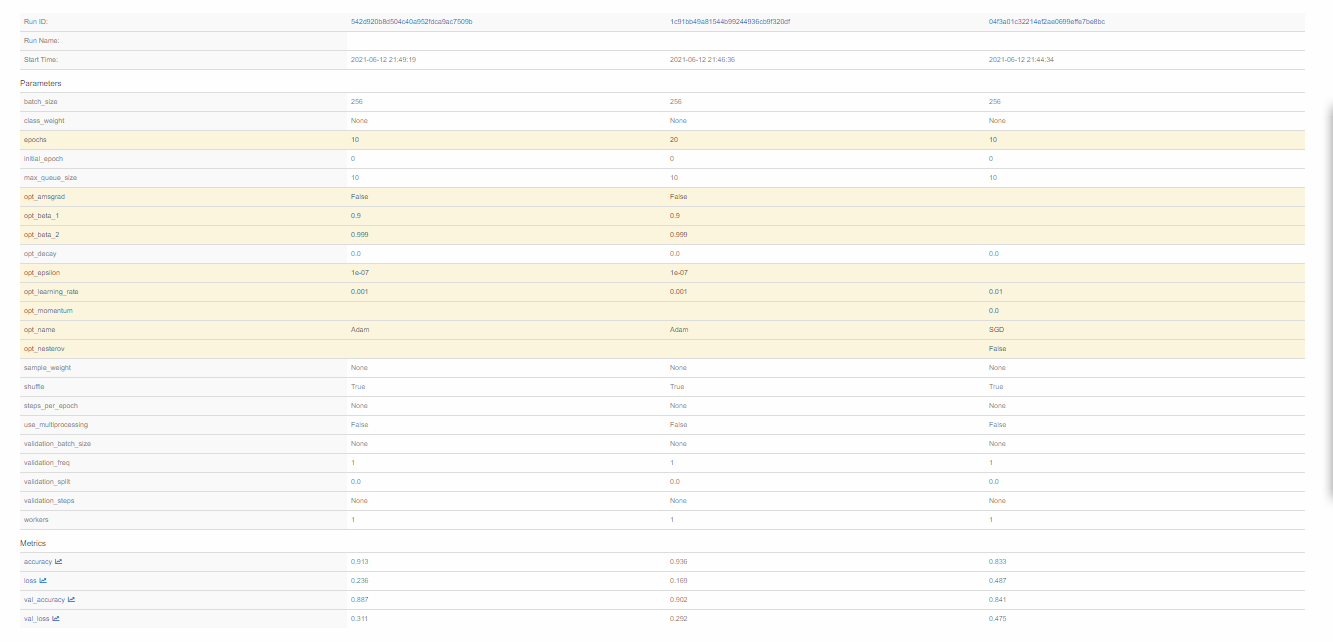 Run ID: 542d920b8d504c40a952fdca9ac7509b 1c91bb49a81544b99244936cb9f320df 04f3a01c32214ef2ae0699effe7be8bc
Run Name:
Start Time: 2021-06-12 21:49:19 2021-06-12 21:46:36 2021-06-12 21:44:34
Parameters
batch_size 256 256 256
class_weight None None None
epochs 10 20 10
initial_epoch 0 0 0
max_queue_size 10 10 10
opt_amsgrad False False
opt_beta_1 0.9 0.9
opt_beta_2 0.999 0.999
opt_decay 0.0 0.0 0.0
opt_epsilon 1e-07 1e-07
opt_learning_rate 0.001 0.001 0.01
opt_momentum 0.0
opt_name Adam Adam SGD
opt_nesterov False
sample_weight None None None
shuffle True True True
steps_per_epoch None None None
use_multiprocessing False False False
validation_batch_size None None None
validation_freq 1 1 1
validation_split 0.0 0.0 0.0
validation_steps None None None
workers 1 1 1
Metrics
accuracy 0.913 0.936 0.833
loss 0.236 0.169 0.487
val_accuracy 0.887 0.902 0.841
val_loss 0.311 0.292 0.475